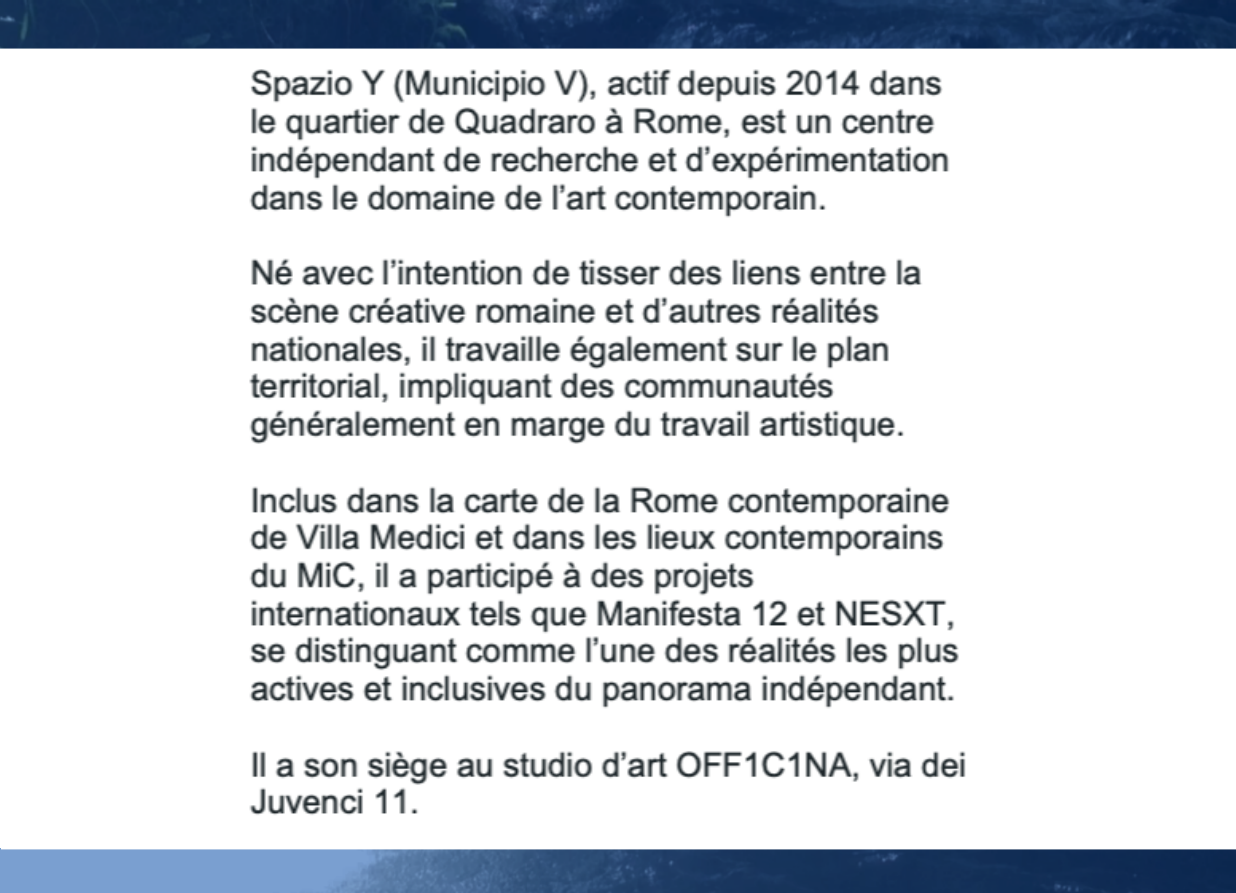 Spazio Y (Municipio V), actif depuis 2014 dans
le quartier de Quadraro à Rome, est un centre
indépendant de recherche et d’expérimentation
dans le domaine de l’art contemporain.
Né avec l’intention de tisser des liens entre la
scène créative romaine et d’autres réalités
nationales, il travaille également sur le plan
territorial, impliquant des communautés
généralement en marge du travail artistique.
Inclus dans la carte de la Rome contemporaine
de Villa Medici et dans les lieux contemporains
du MiC, il a participé à des projets
internationaux tels que Manifesta 12 et NESXT,
se distinguant comme l’une des réalités les plus
actives et inclusives du panorama indépendant.
Il a son siège au studio d’art OFF1C1NA, via dei
Juvenci 11.